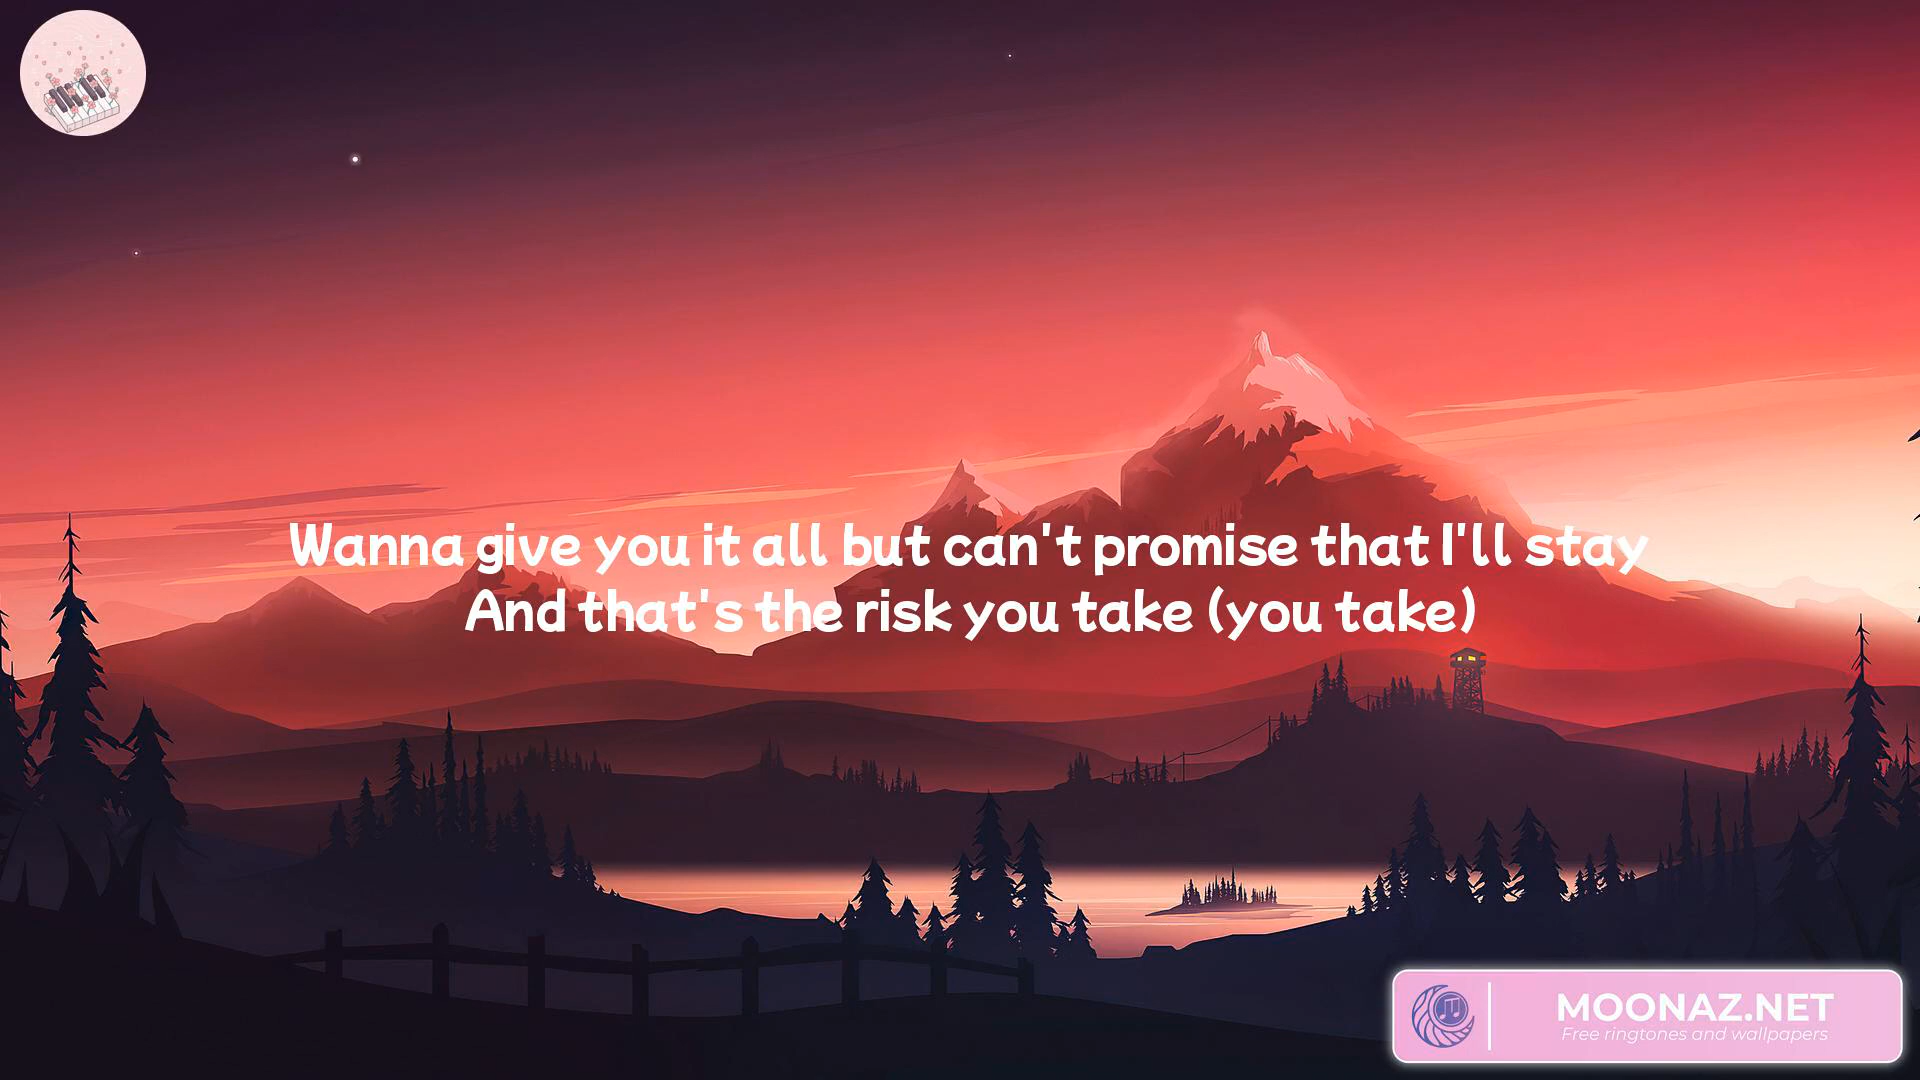 Wanna give you it all but can't promise that I'll stay
And that's the risk you take (you take)
MOONAZ.NET
Free ringtones and wallpapers